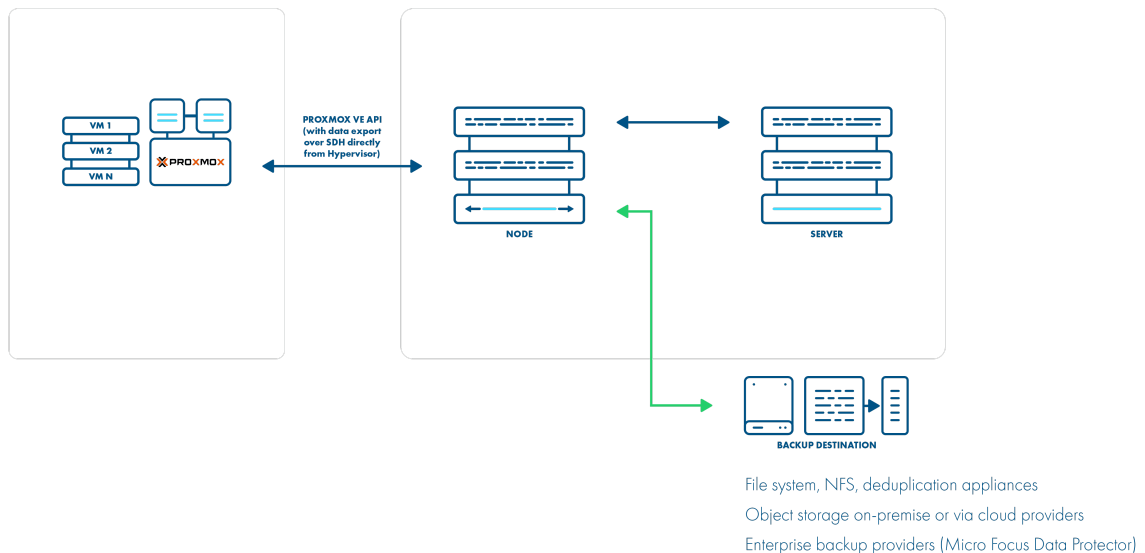 VM 1
VM 2
VM N
PROXMOX
PROXMOX VE API
(with data export
over SDH directly
from Hypervisor)
NODE
SERVER
BACKUP DESTINATION
File system, NFS, deduplication appliances
Object storage on-premise or via cloud providers
Enterprise backup providers (Micro Focus Data Protector)